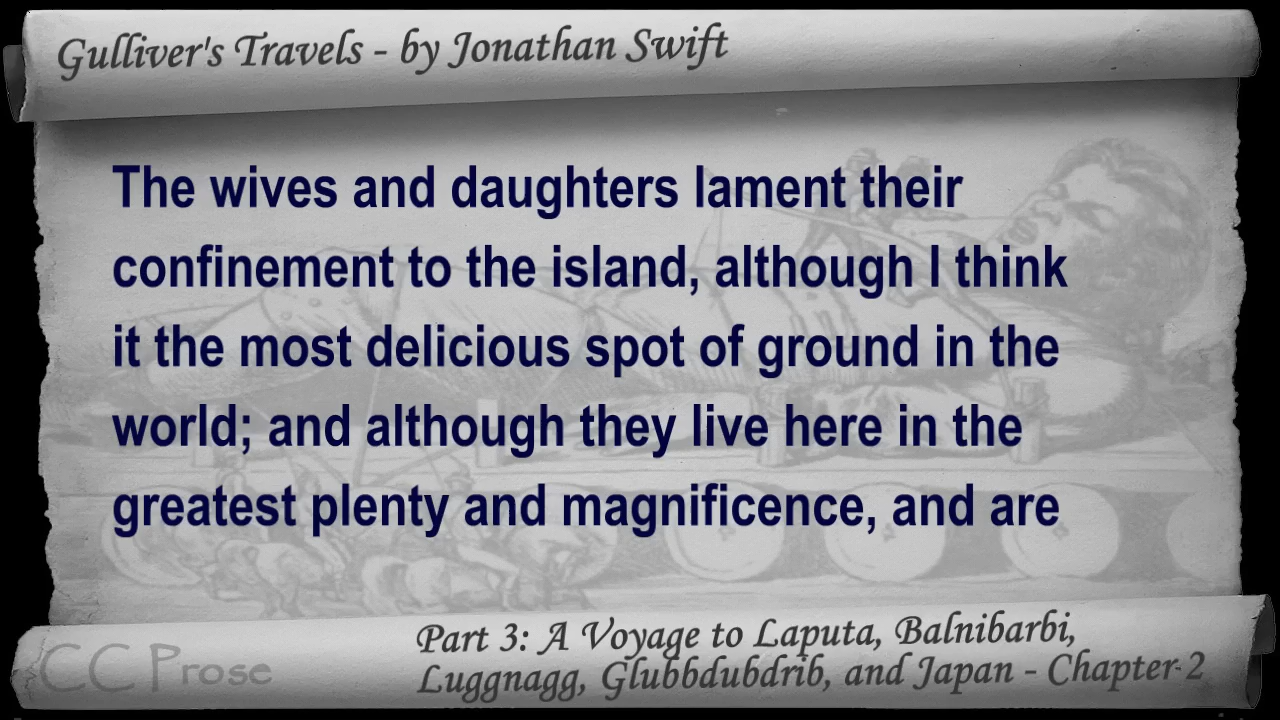 Gulliver's Travels - by Jonathan Swift
The wives and daughters lament their
confinement to the island, although I think
it the most delicious spot of ground in the
world; and although they live here in the
greatest plenty and magnificence, and are
Part 3: A Voyage to Laputa, Balnibarbi,
Luggnagg, Glubbdubdrib, and Japan - Chapter 2
CC Prose